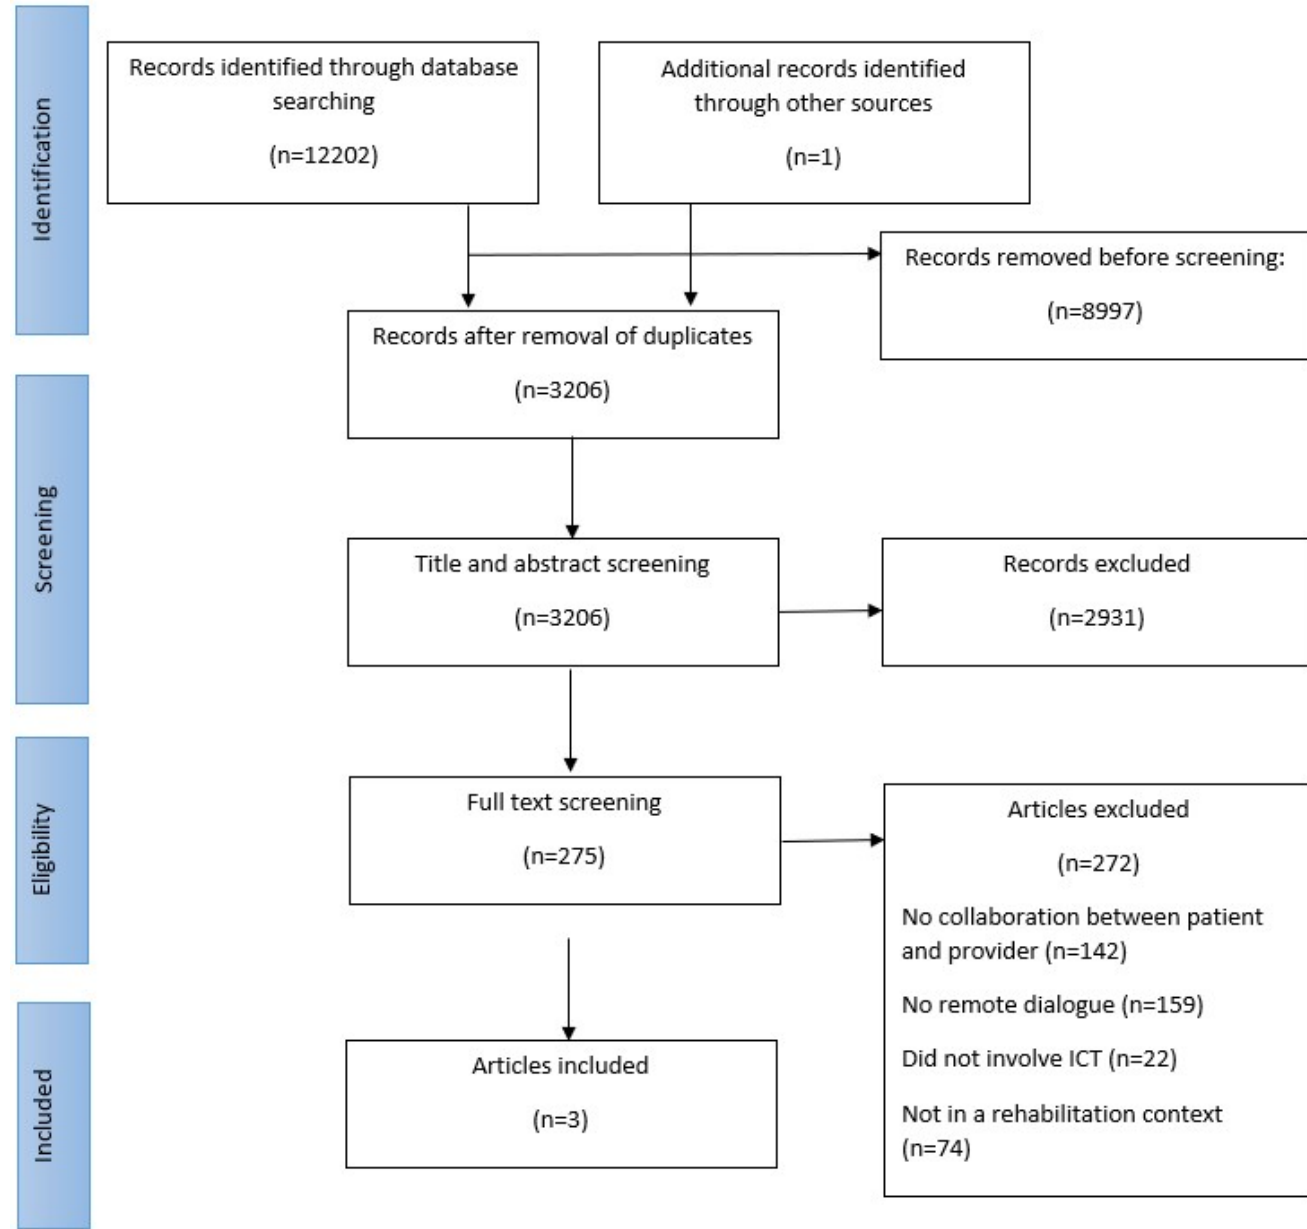 Identification
Records identified through database
searching
(n=12202)
Additional records identified
through other sources
(n=1)
Records removed before screening:
(n=8997)
Records after removal of duplicates
(n=3206)
Screening
Title and abstract screening
(n=3206)
Records excluded
(n=2931)
Eligibility
Full text screening
(n=275)
Articles excluded
(n=272)
No collaboration between patient
and provider (n=142)
No remote dialogue (n=159)
Did not involve ICT (n=22)
Not in a rehabilitation context
(n=74)
Included
Articles included
(n=3)